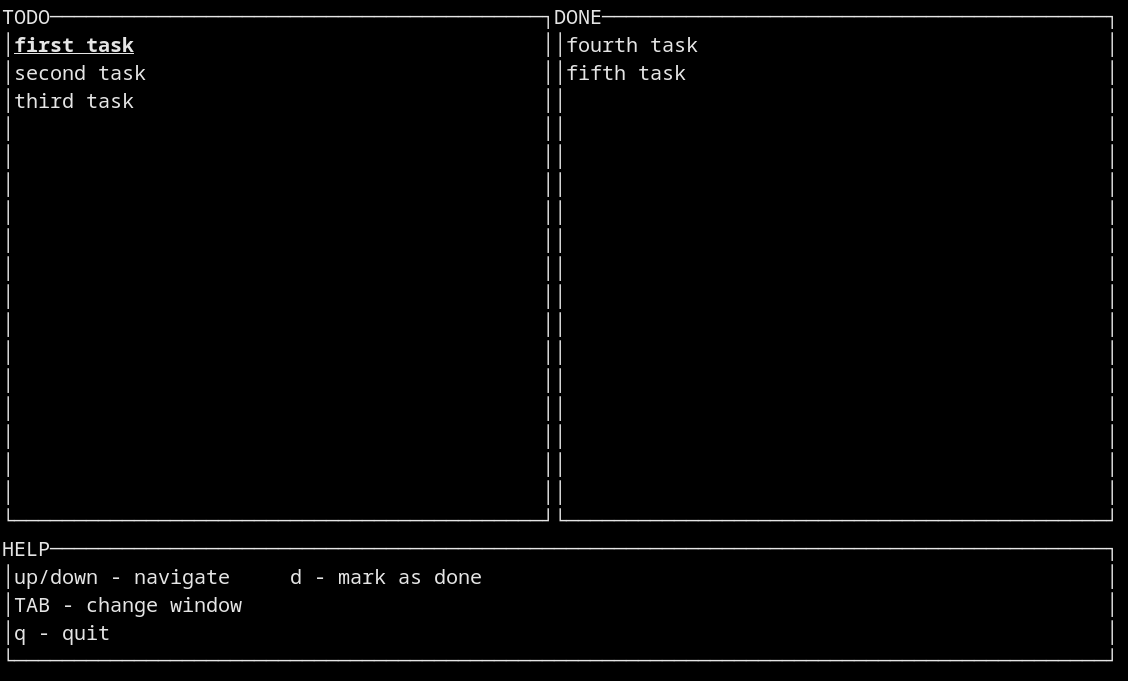 TODO
first task
second task
third task
DONE
fourth task
fifth task
HELP
up/down - navigate     d - mark as done
TAB - change window
q - quit